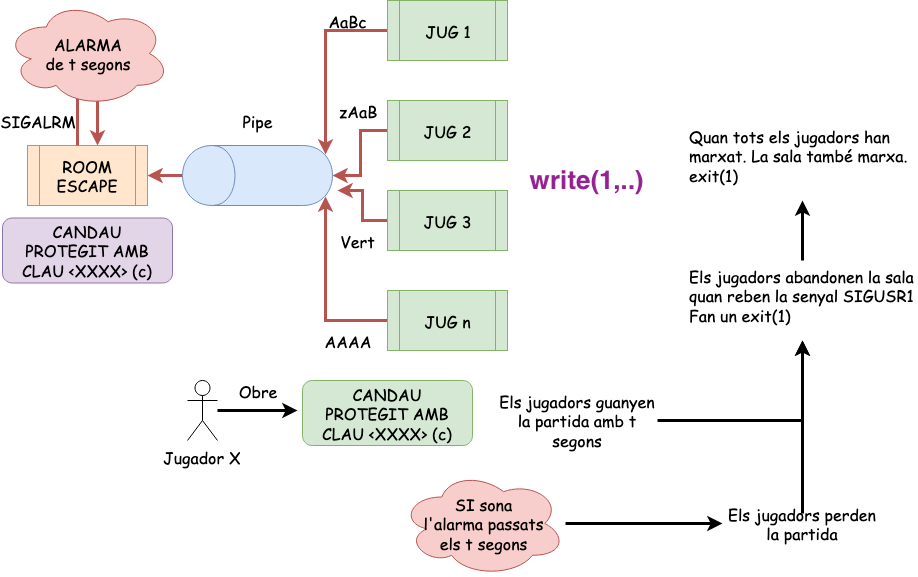 ALARMA
de t segons
SIGALRM
ROOM
ESCAPE
CANDAU
PROTEGIT AMB
CLAU <XXXX> (c)
Pipe
AaBc
JUG 1
zAaB
JUG 2
Vert
JUG 3
AAAA
JUG n
write(1,..)
Quan tots els jugadors han
marxat. La sala també marxa.
exit(1)
Els jugadors abandonen la sala
quan reben la senyal SIGUSR1
Fan un exit(1)
Jugador X
Obre
CANDAU
PROTEGIT AMB
CLAU <XXXX> (c)
Els jugadors guanyen
la partida amb t
segons
SI sona
l'alarma passats
els t segons
Els jugadors perden
la partida